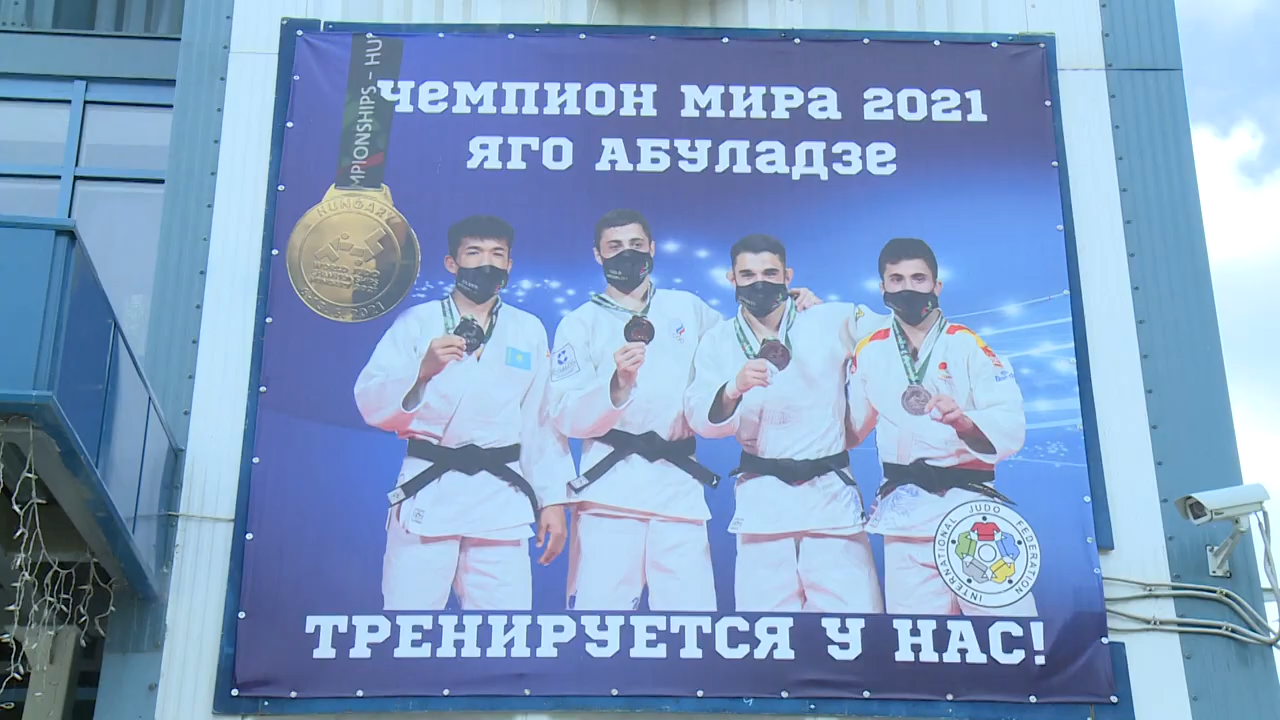 MPIONSHIPS – HU
ЧЕМПИОН МИРА 2021
ЯГО АБУЛАДЗЕ
HUNGARY
INTERNATIONAL JUDO FEDERATION
ТРЕНИРУЕТСЯ У НАС!